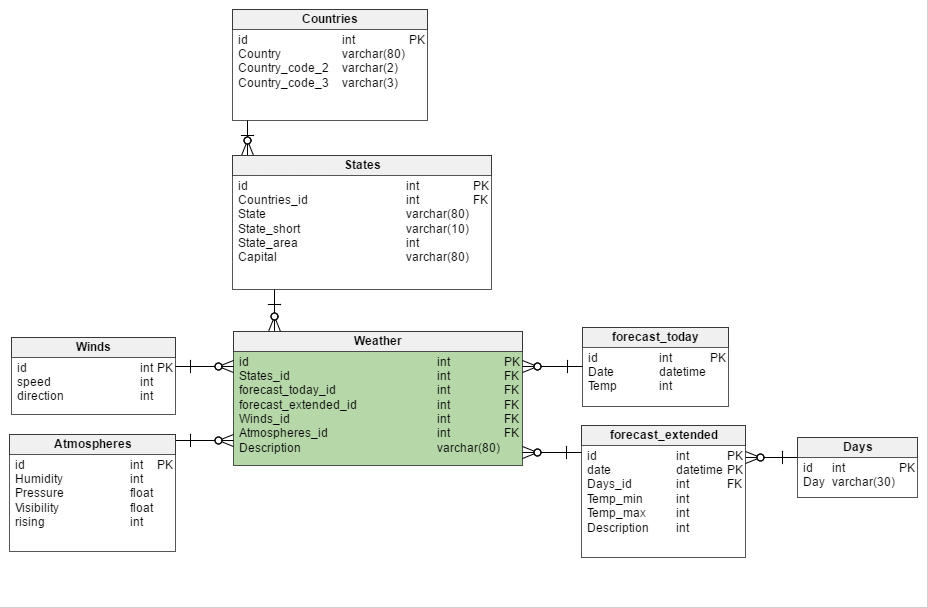 Countries
id int PK
Country varchar(80)
Country_code_2 varchar(2)
Country_code_3 varchar(3)
States
id int PK
Countries_id int FK
State varchar(80)
State_short varchar(10)
State_area int
Capital varchar(80)
Winds
id int PK
speed int
direction int
Weather
id int PK
States_id int FK
forecast_today_id int FK
forecast_extended_id int FK
Winds_id int FK
Atmospheres_id int FK
Description varchar(80)
forecast_today
id int PK
Date datetime
Temp int
Atmospheres
id int PK
Humidity int
Pressure float
Visibility float
rising int
forecast_extended
id int PK
date datetime PK
Days_id int FK
Temp_min int
Temp_max int
Description int
Days
id int PK
Day varchar(30)